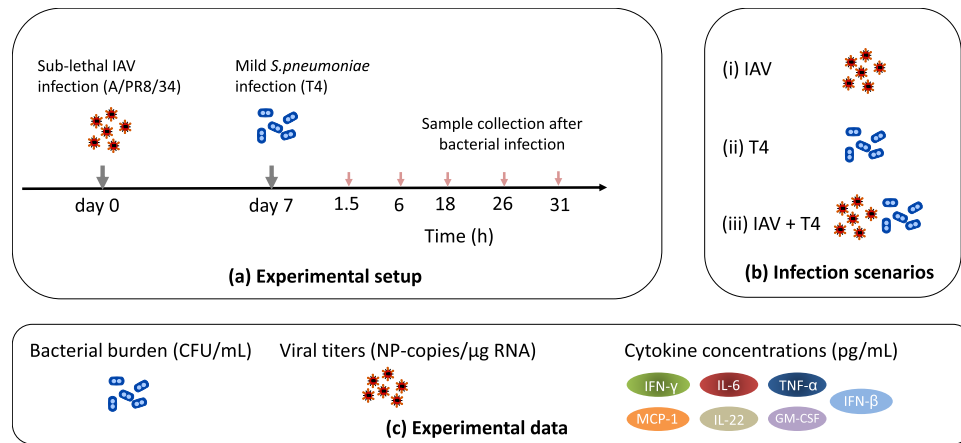 Sub-lethal IAV
infection (A/PR8/34)
Mild S.pneumoniae
infection (T4)
Sample collection after
bacterial infection
day 0
day 7
1.5
6
18
26
31
Time (h)
(a) Experimental setup
(i) IAV
(ii) T4
(iii) IAV + T4
(b) Infection scenarios
Bacterial burden (CFU/mL)
Viral titers (NP-copies/μg RNA)
Cytokine concentrations (pg/mL)
IFN-γ
IL-6
TNF-α
IFN-β
MCP-1
IL-22
GM-CSF
(c) Experimental data